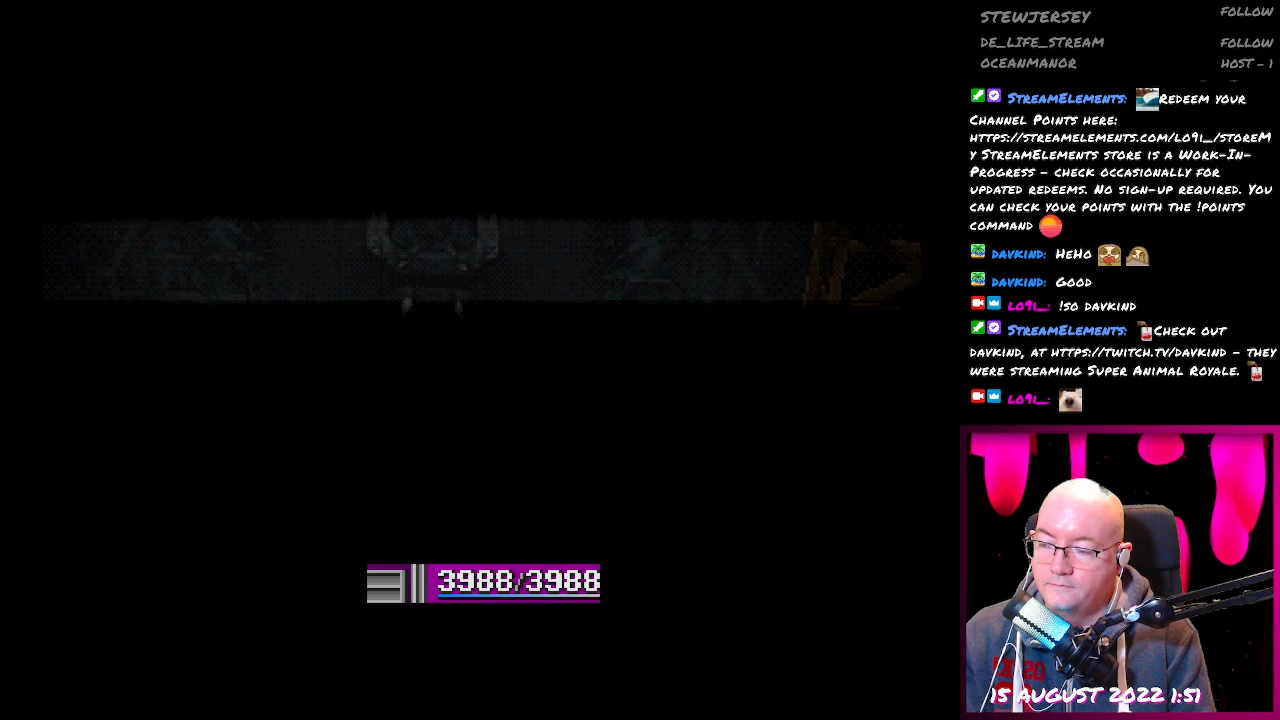 STEWJERSEY FOLLOW
DE_LIFE_STREAM FOLLOW
OCEANMANOR HOST - 1
STREAMELEMENTS: REDEEM YOUR
CHANNEL POINTS HERE:
HTTPS://STREAMELEMENTS.COM/LO9I_/STOREM
Y STREAMELEMENTS STORE IS A WORK-IN-
PROGRESS - CHECK OCCASIONALLY FOR
UPDATED REDEEMS. NO SIGN-UP REQUIRED. YOU
CAN CHECK YOUR POINTS WITH THE !POINTS
COMMAND
DAVKIND: HEHO
DAVKIND: GOOD
LO9I_: !SO DAVKIND
STREAMELEMENTS: CHECK OUT
DAVKIND, AT HTTPS://TWITCH.TV/DAVKIND - THEY
WERE STREAMING SUPER ANIMAL ROYALE.
LO9I_:
3988/3988
15 AUGUST 2022 1:51